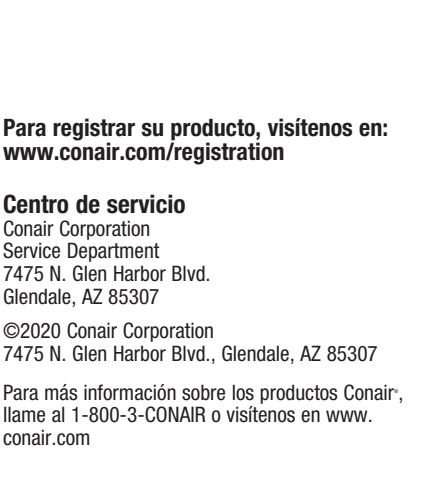 Para registrar su producto, visítenos en:
www.conair.com/registration
Centro de servicio
Conair Corporation
Service Department
7475 N. Glen Harbor Blvd.
Glendale, AZ 85307
©2020 Conair Corporation
7475 N. Glen Harbor Blvd., Glendale, AZ 85307
Para más información sobre los productos Conair®,
llame al 1-800-3-CONAIR o visítenos en www.
conair.com